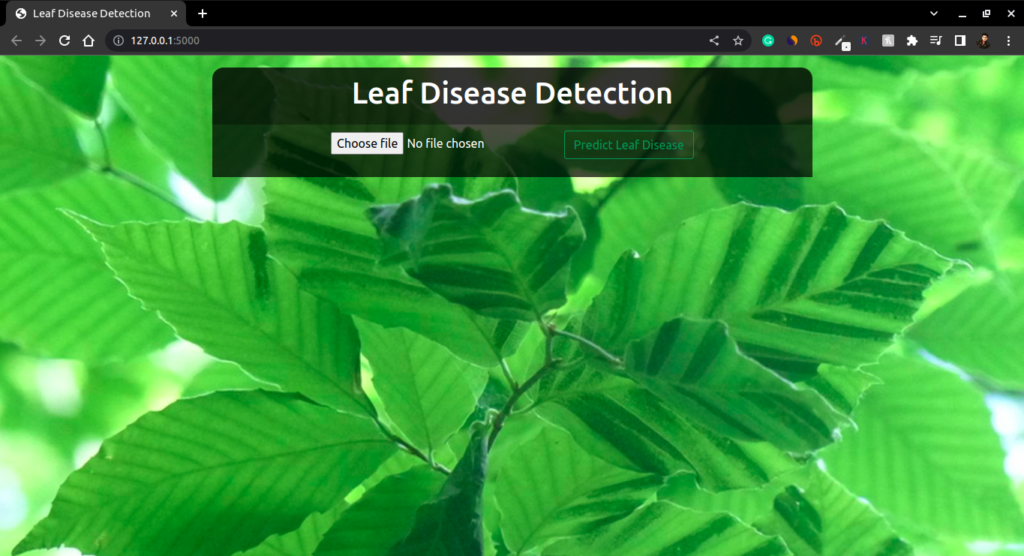 Leaf Disease Detection
127.0.0.1:5000
K
Leaf Disease Detection
Choose file No file chosen
Predict Leaf Disease